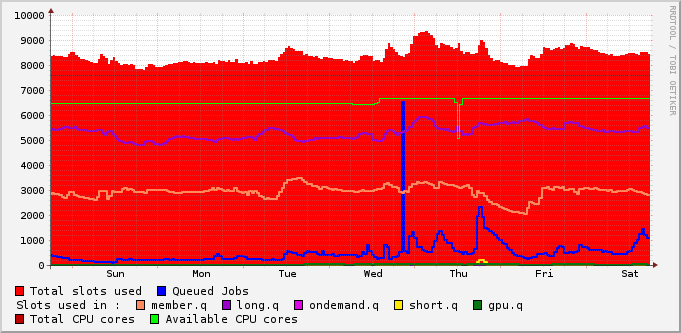 10000
9000
8000
7000
6000
5000
4000
3000
2000
1000
0
Sun Mon Tue Wed Thu Fri Sat
RRDTOOL / TOBI OETIKER
Total slots used Queued Jobs
Slots used in : member.q long.q ondemand.q short.q gpu.q
Total CPU cores Available CPU cores